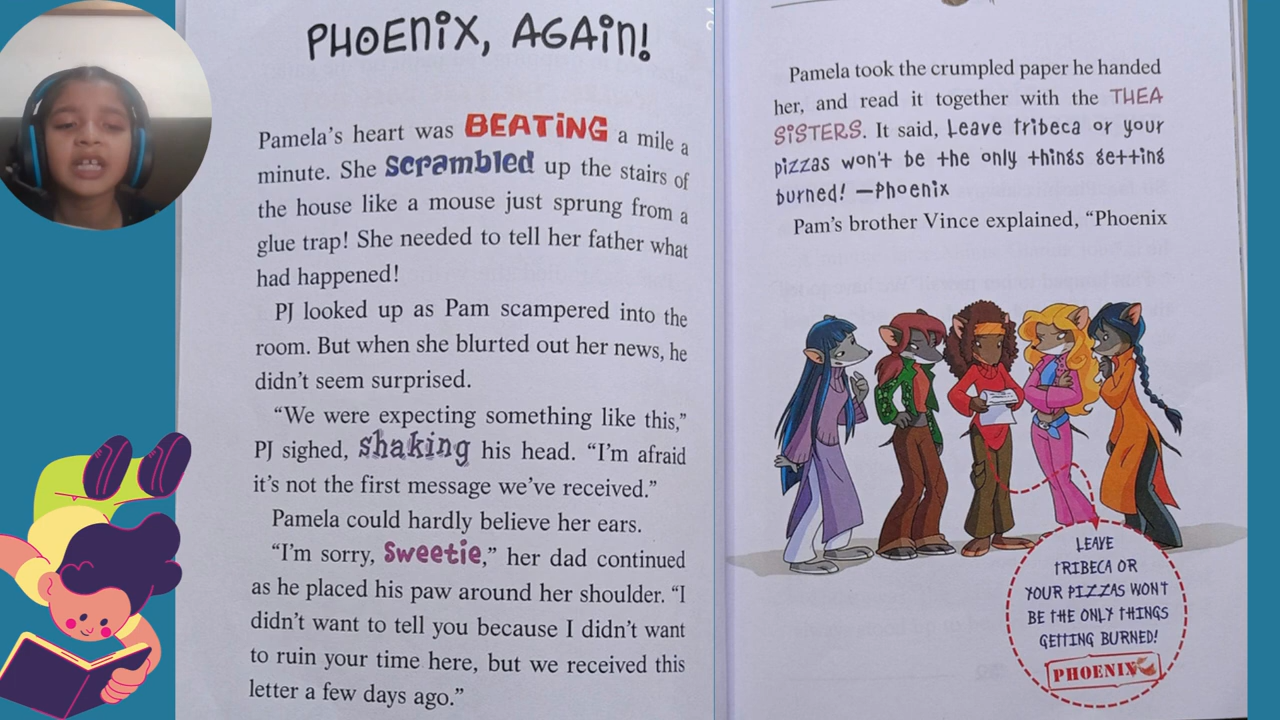 PHOENiX, AGAiN!
Pamela's heart was BEATiNG a mile a
minute. She scrambled up the stairs of
the house like a mouse just sprung from a
glue trap! She needed to tell her father what
had happened!
PJ looked up as Pam scampered into the
room. But when she blurted out her news, he
didn't seem surprised.
“We were expecting something like this,”
PJ sighed, shaking his head. “I'm afraid
it's not the first message we've received.”
Pamela could hardly believe her ears.
“I'm sorry, Sweetie,” her dad continued
as he placed his paw around her shoulder. “I
didn't want to tell you because I didn't want
to ruin your time here, but we received this
letter a few days ago.”
Pamela took the crumpled paper he handed
her, and read it together with the THEA
SiSTERS. It said, Leave Tribeca or your
pizzas won't be the only things getting
burned! —Phoenix
Pam's brother Vince explained, “Phoenix
LEAVE
TRIBECA OR
YOUR PIZZAS WON'T
BE THE ONLY THINGS
GETTING BURNED!
PHOENIX